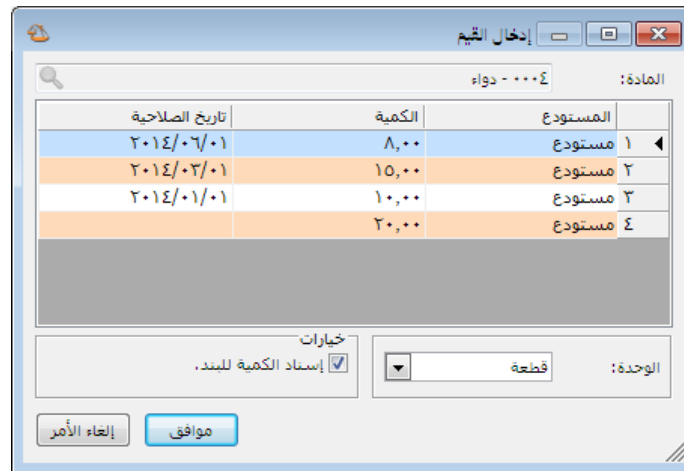 إدخال القيم
المادة: ٠٠٠٤ - دواء
المستودع الكمية تاريخ الصلاحية
١ مستودع ٨,٠٠ ٢٠١٤/٠٦/٠١
٢ مستودع ١٥,٠٠ ٢٠١٤/٠٣/٠١
٣ مستودع ١٠,٠٠ ٢٠١٤/٠١/٠١
٤ مستودع ٢٠,٠٠
خيارات
الوحدة: قطعة إسناد الكمية للبند.
موافق إلغاء الأمر